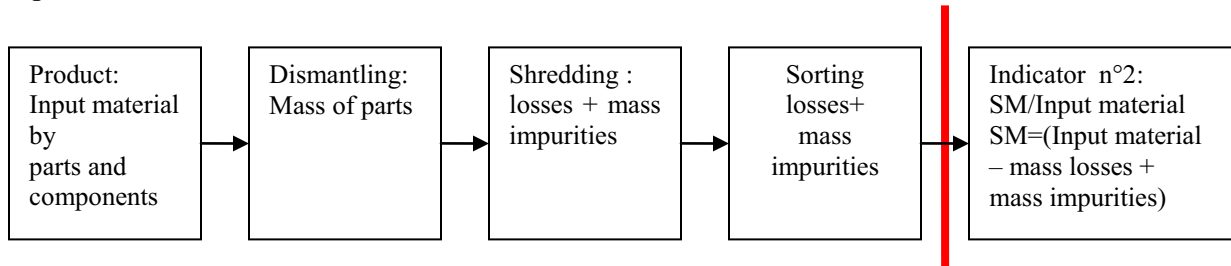 Product:
Input material
by
parts and
components
Dismantling:
Mass of parts
Shredding :
losses + mass
impurities
Sorting
losses+
mass
impurities
Indicator n°2:
SM/Input material
SM=(Input material
– mass losses +
mass impurities)